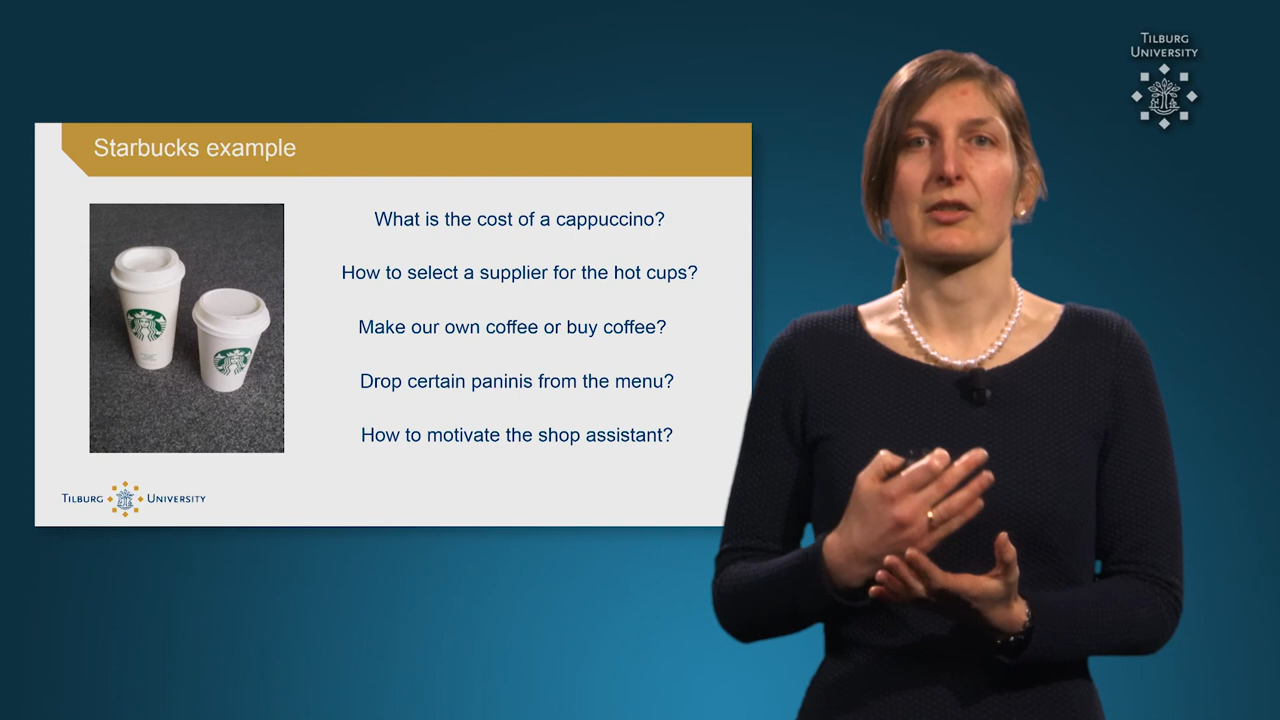 TILBURG
UNIVERSITY
Starbucks example
What is the cost of a cappuccino?
How to select a supplier for the hot cups?
Make our own coffee or buy coffee?
Drop certain paninis from the menu?
How to motivate the shop assistant?
TILBURG UNIVERSITY